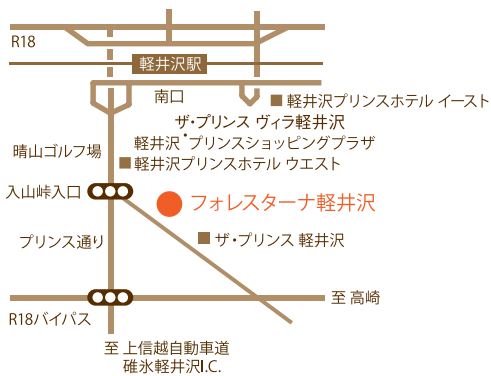 R18
軽井沢駅
南口
軽井沢プリンスホテル イースト
ザ・プリンス ヴィラ軽井沢
軽井沢・プリンスショッピングプラザ
晴山ゴルフ場
軽井沢プリンスホテル ウエスト
入山峠入口
フォレスターナ軽井沢
プリンス通り
ザ・プリンス 軽井沢
至 高崎
R18バイパス
至 上信越自動車道
碓氷軽井沢I.C.